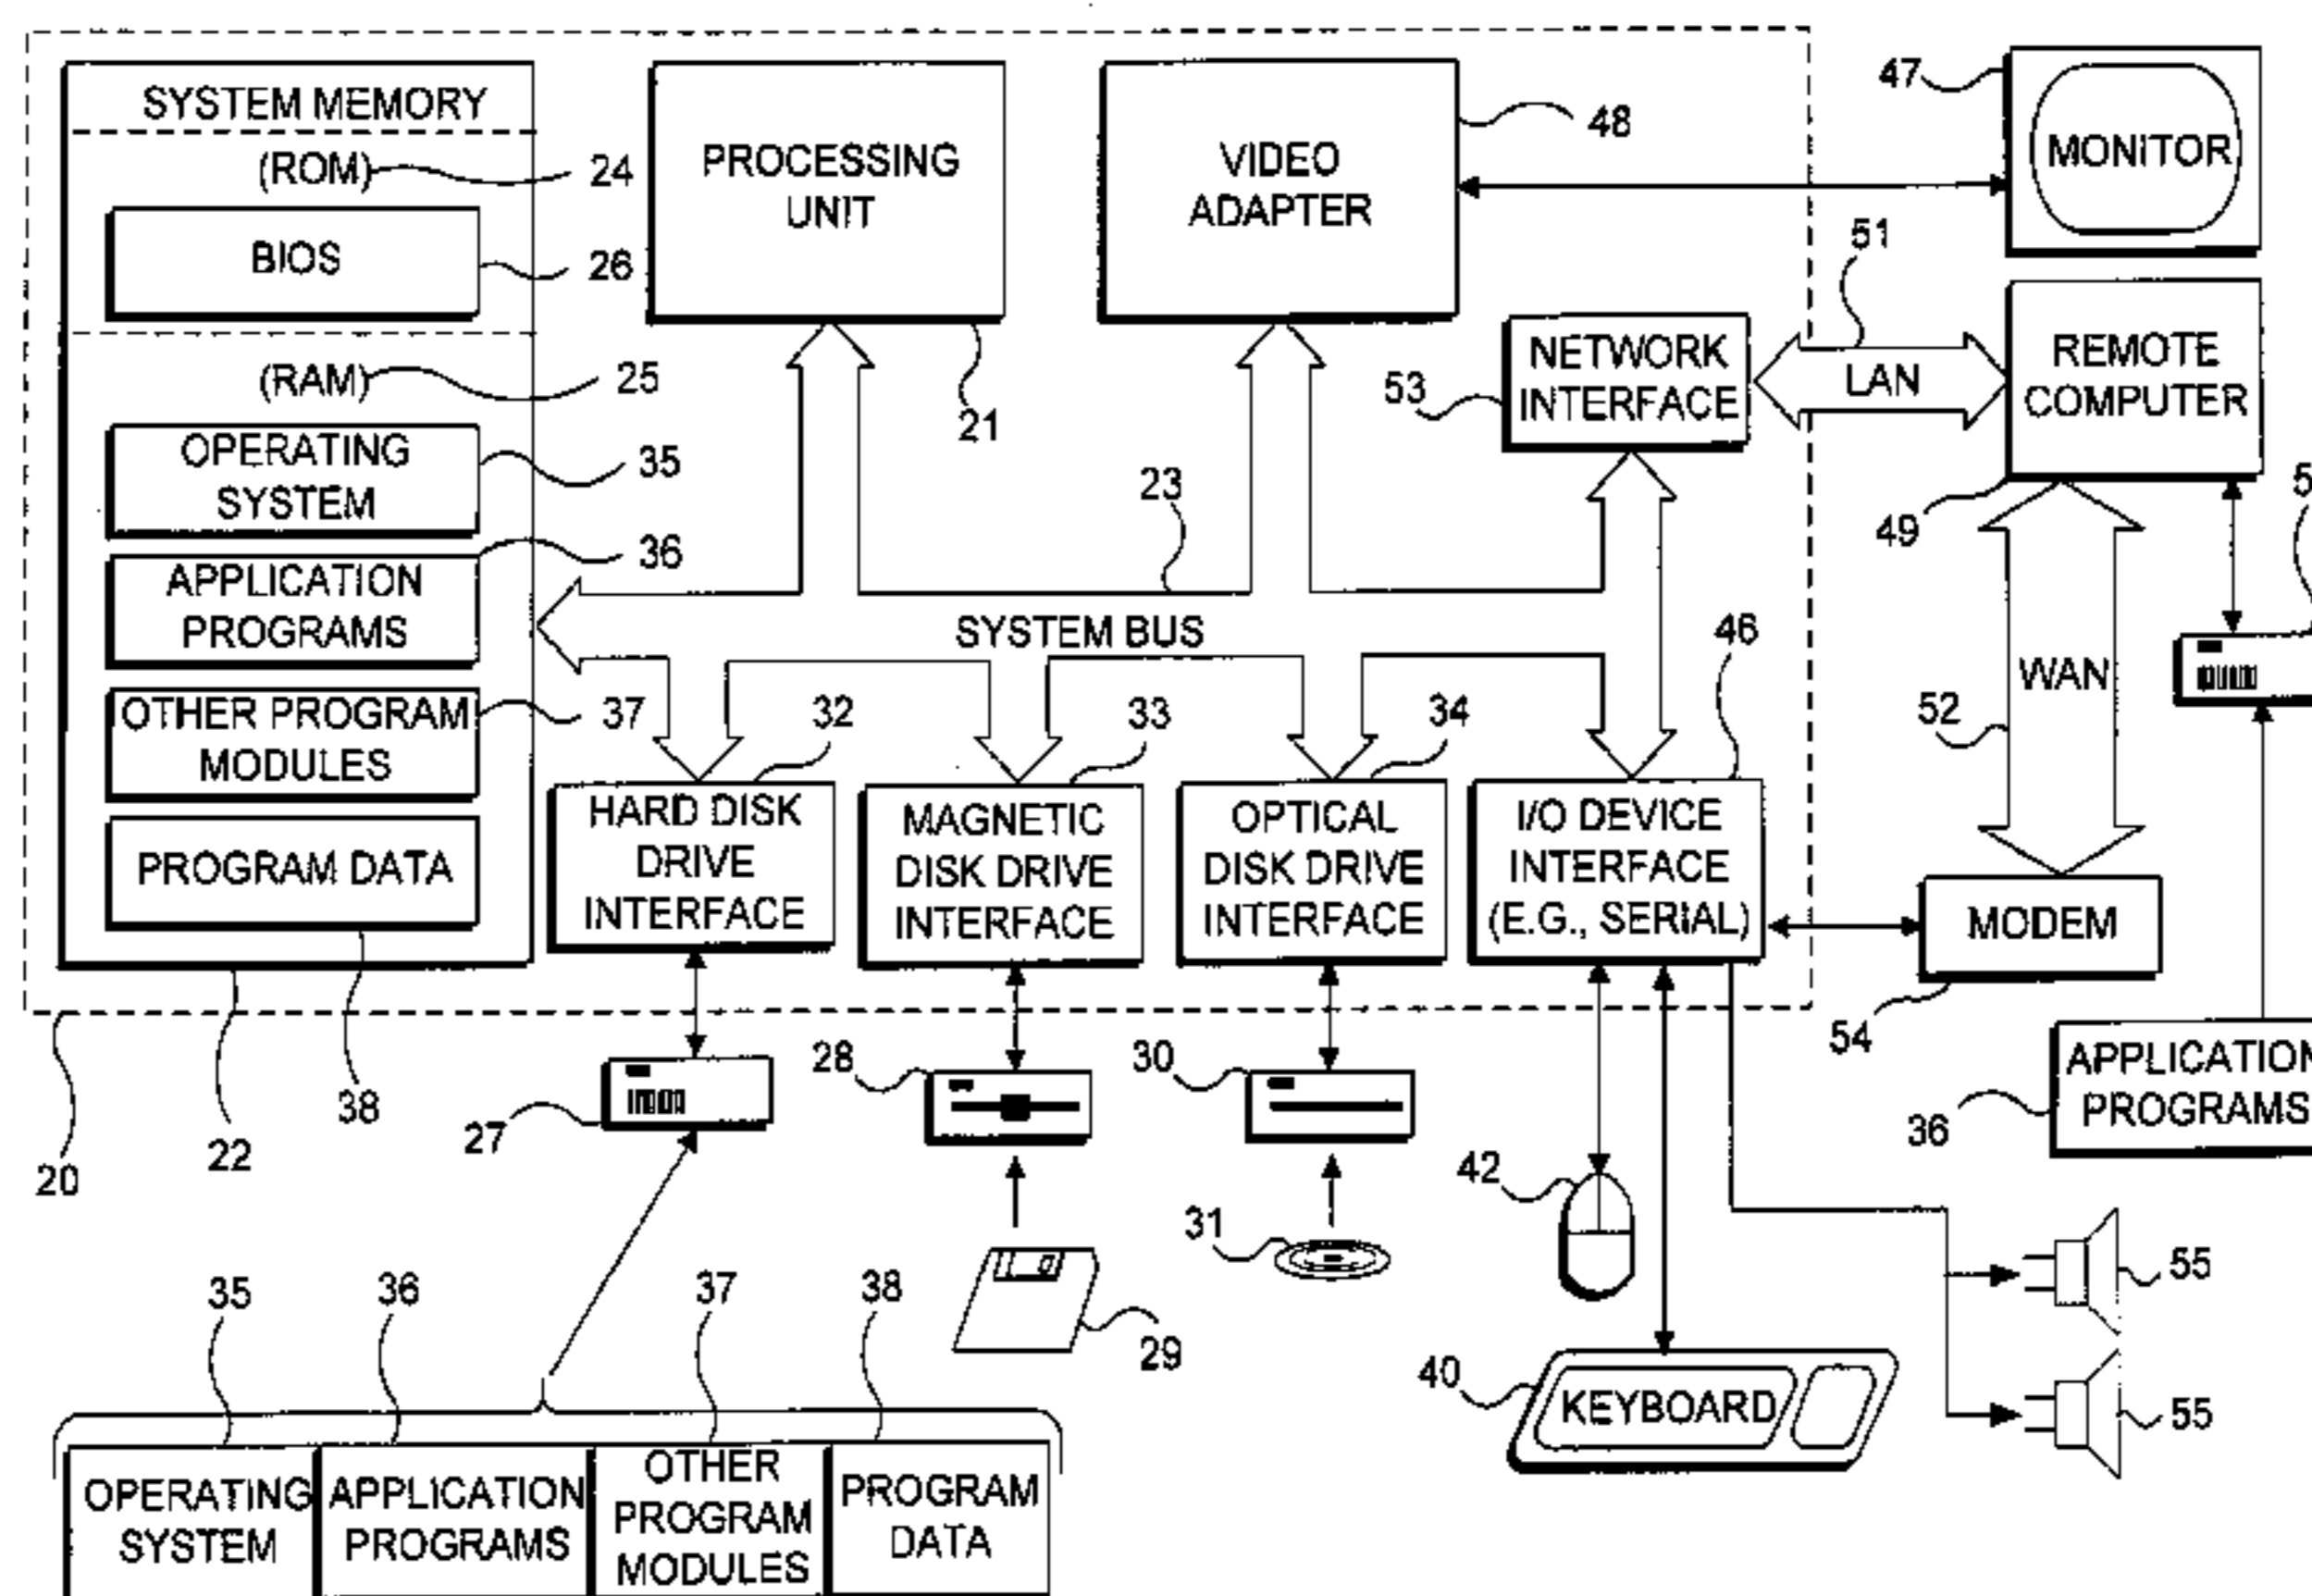 SYSTEM MEMORY
(ROM)
24
BIOS
26
(RAM)
25
OPERATING
SYSTEM
35
APPLICATION
PROGRAMS
36
OTHER PROGRAM
MODULES
37
PROGRAM DATA
38
22
20
PROCESSING
UNIT
21
VIDEO
ADAPTER
48
47
MONITOR
51
NETWORK
INTERFACE
53
LAN
REMOTE
COMPUTER
49
23
SYSTEM BUS
46
32
33
34
HARD DISK
DRIVE
INTERFACE
MAGNETIC
DISK DRIVE
INTERFACE
OPTICAL
DISK DRIVE
INTERFACE
I/O DEVICE
INTERFACE
(E.G., SERIAL)
WAN
52
MODEM
54
APPLICATION
PROGRAMS
36
27
28
30
29
31
42
40
KEYBOARD
55
55
35
36
37
38
OPERATING
SYSTEM
APPLICATION
PROGRAMS
OTHER
PROGRAM
MODULES
PROGRAM
DATA